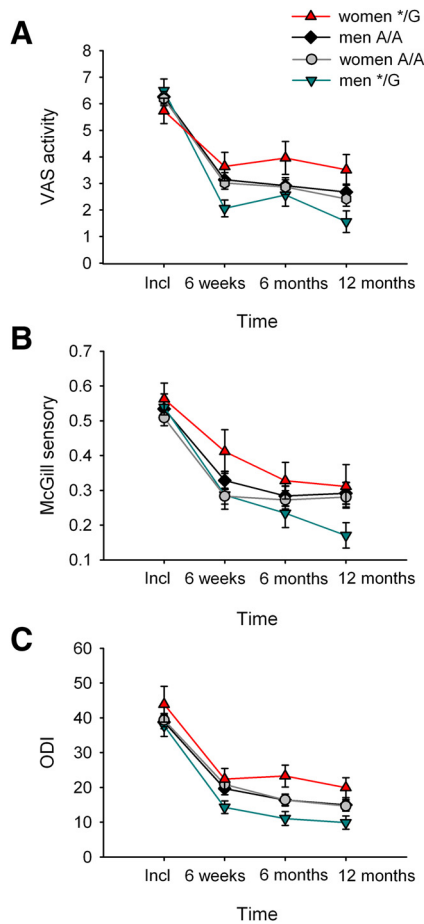 A
women */G
men A/A
women A/A
men */G
8
7
6
5
4
3
2
1
0
VAS activity
Incl 6 weeks 6 months 12 months
Time
B
0.7
0.6
0.5
0.4
0.3
0.2
0.1
McGill sensory
Incl 6 weeks 6 months 12 months
Time
C
60
50
40
30
20
10
0
ODI
Incl 6 weeks 6 months 12 months
Time